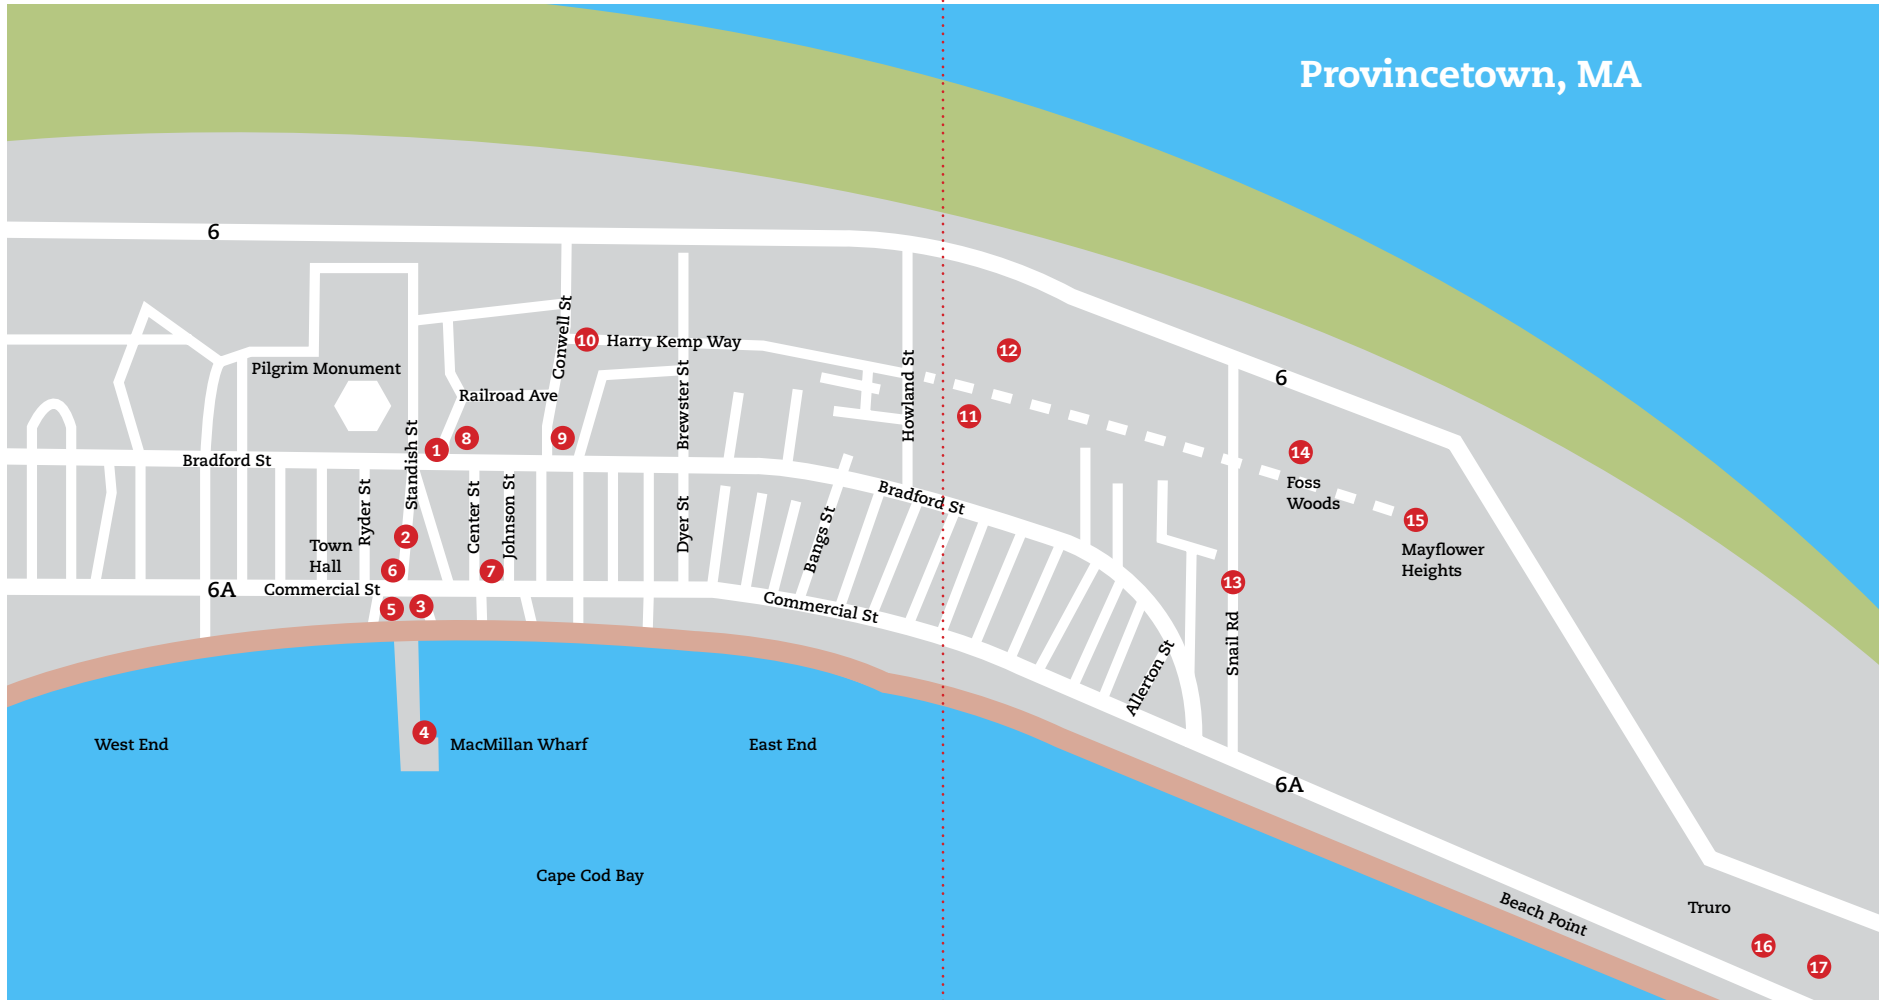 Provincetown, MA
6
12
Conwell St
10
Harry Kemp Way
Pilgrim Monument
Railroad Ave
Brewster St
Howland St
6
11
1
8
9
Standish St
Bradford St
14
Foss
Woods
Bradford St
Ryder St
Center St
Johnson St
Dyer St
Bangs St
15
Mayflower
Heights
2
Town
Hall
6
7
13
6A
Commercial St
5
3
Commercial St
Snail Rd
Allerton St
4
West End
MacMillan Wharf
East End
6A
Cape Cod Bay
Beach Point
Truro
16
17